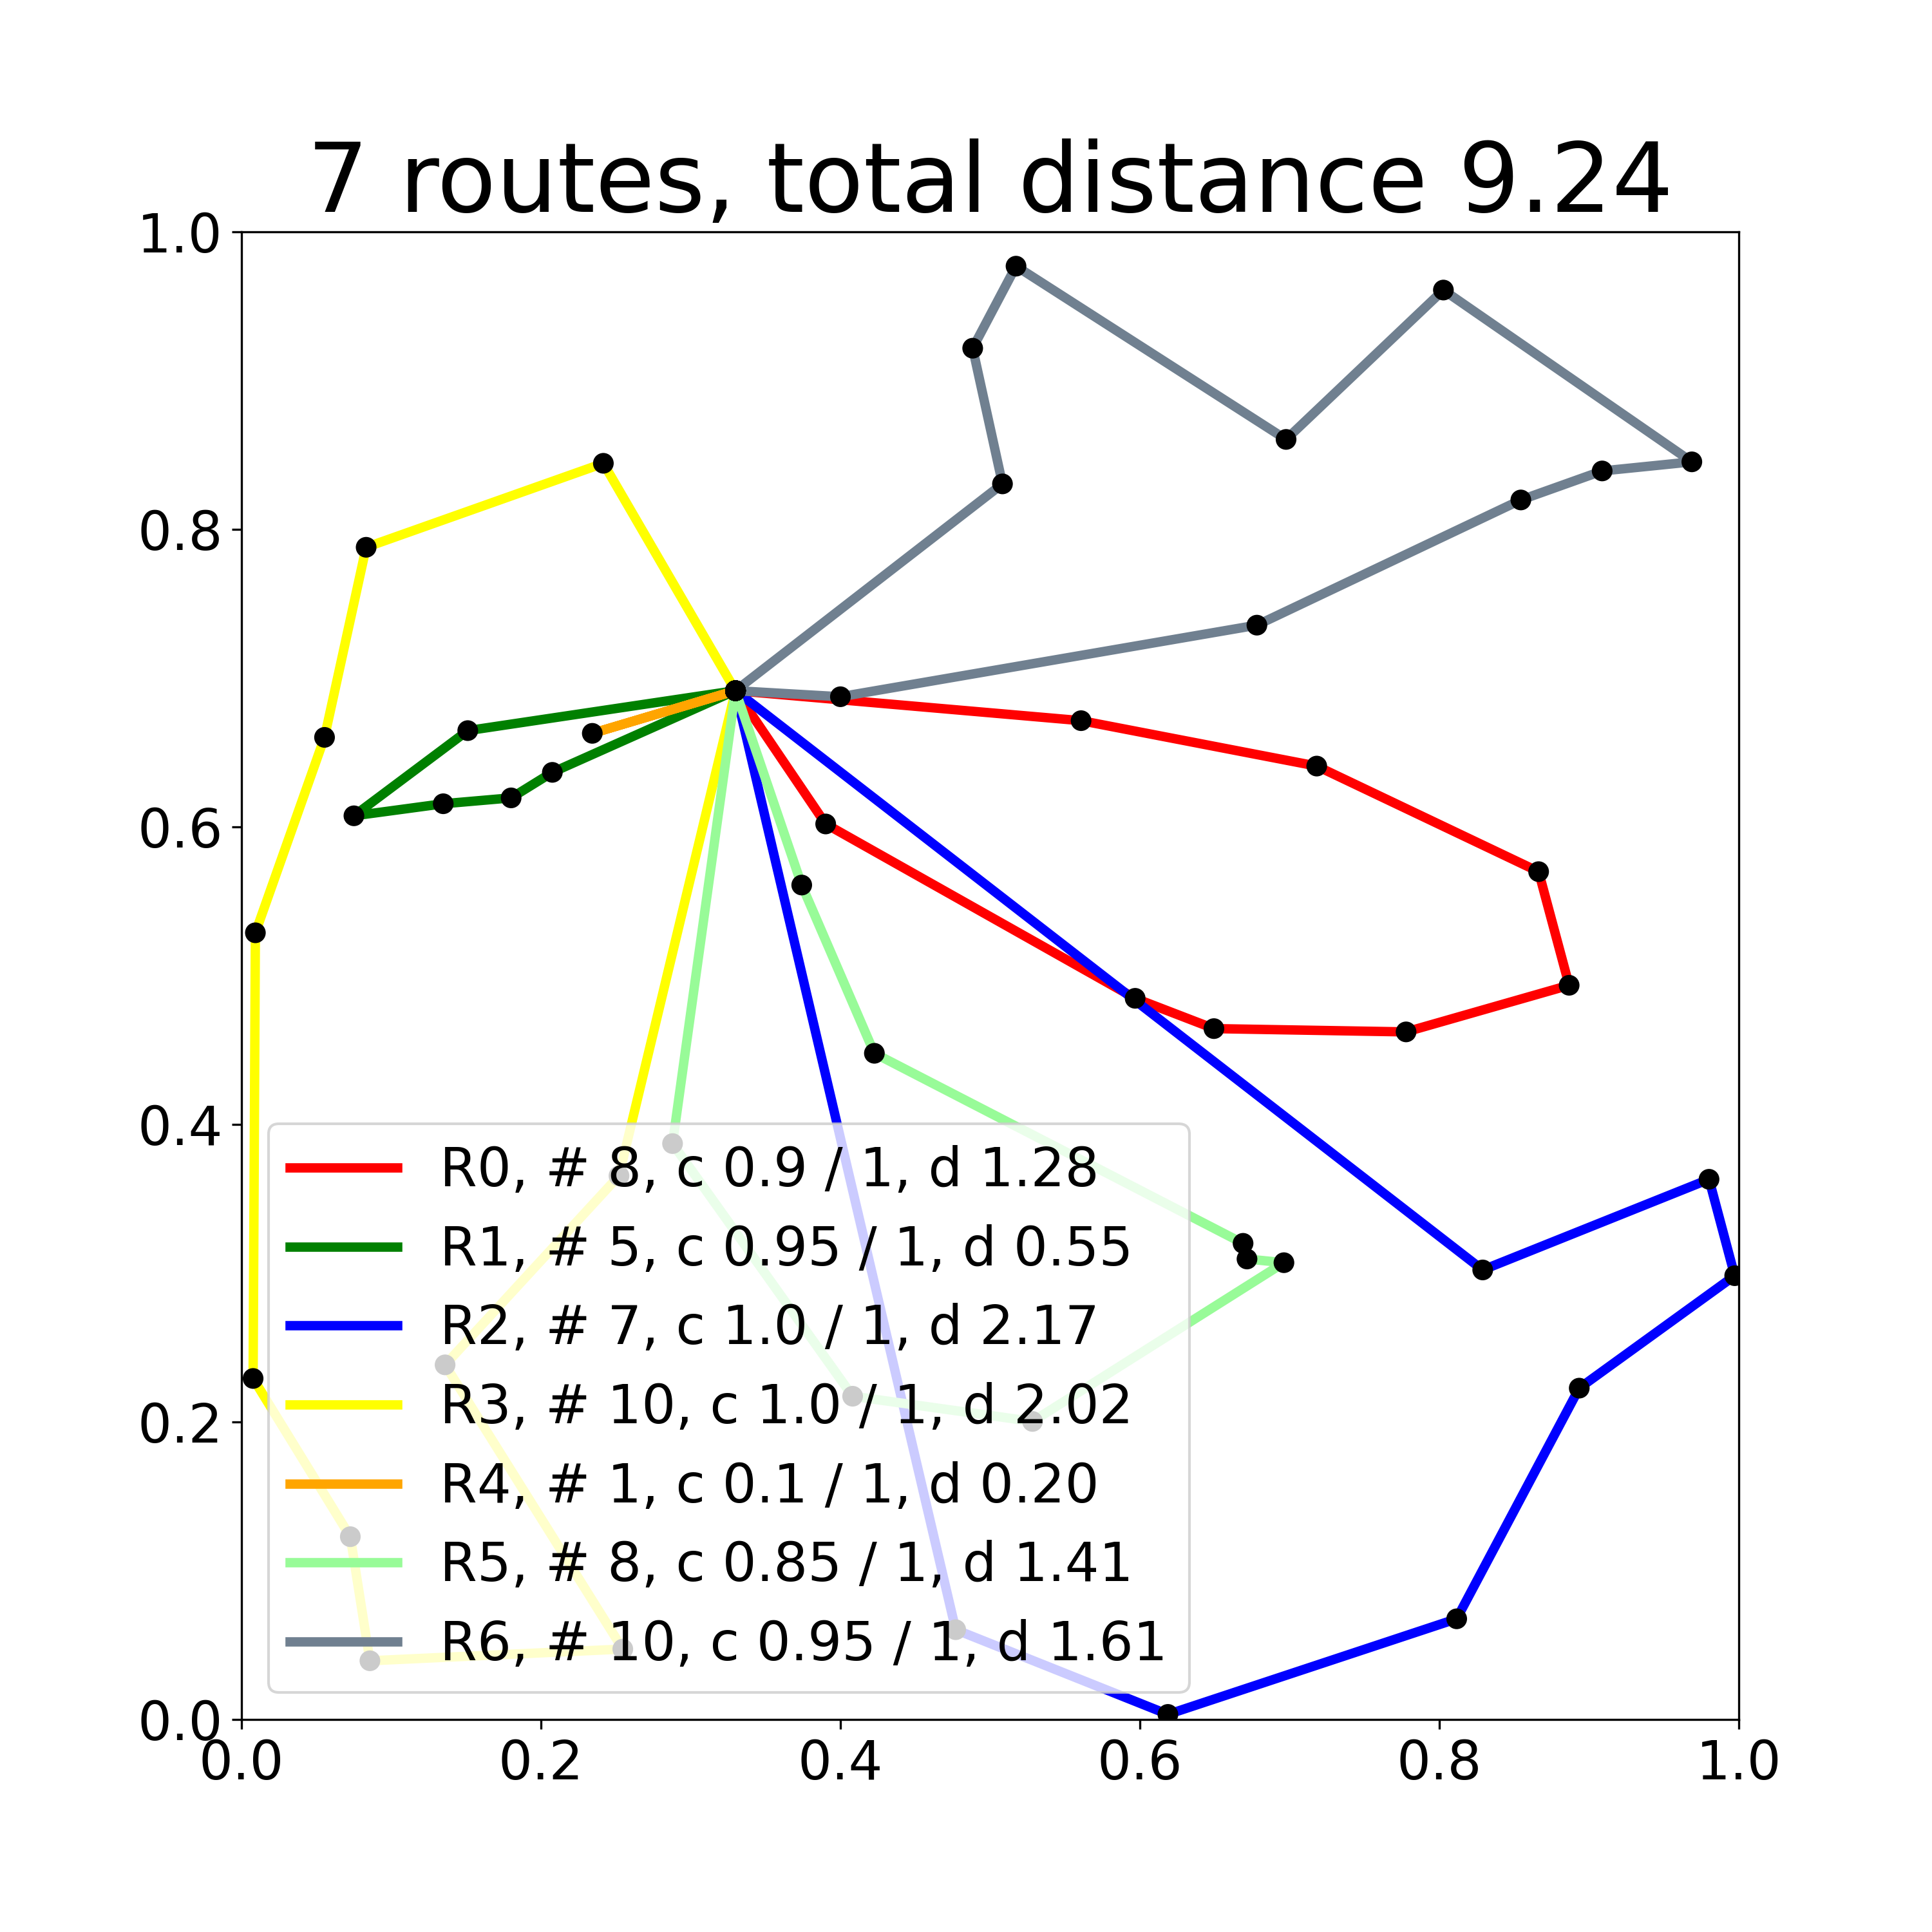 7 routes, total distance 9.24
1.0
0.8
0.6
0.4
0.2
0.0
R0, # 8, c 0.9 / 1, d 1.28
R1, # 5, c 0.95 / 1, d 0.55
R2, # 7, c 1.0 / 1, d 2.17
R3, # 10, c 1.0 / 1, d 2.02
R4, # 1, c 0.1 / 1, d 0.20
R5, # 8, c 0.85 / 1, d 1.41
R6, # 10, c 0.95 / 1, d 1.61
0.0 0.2 0.4 0.6 0.8 1.0